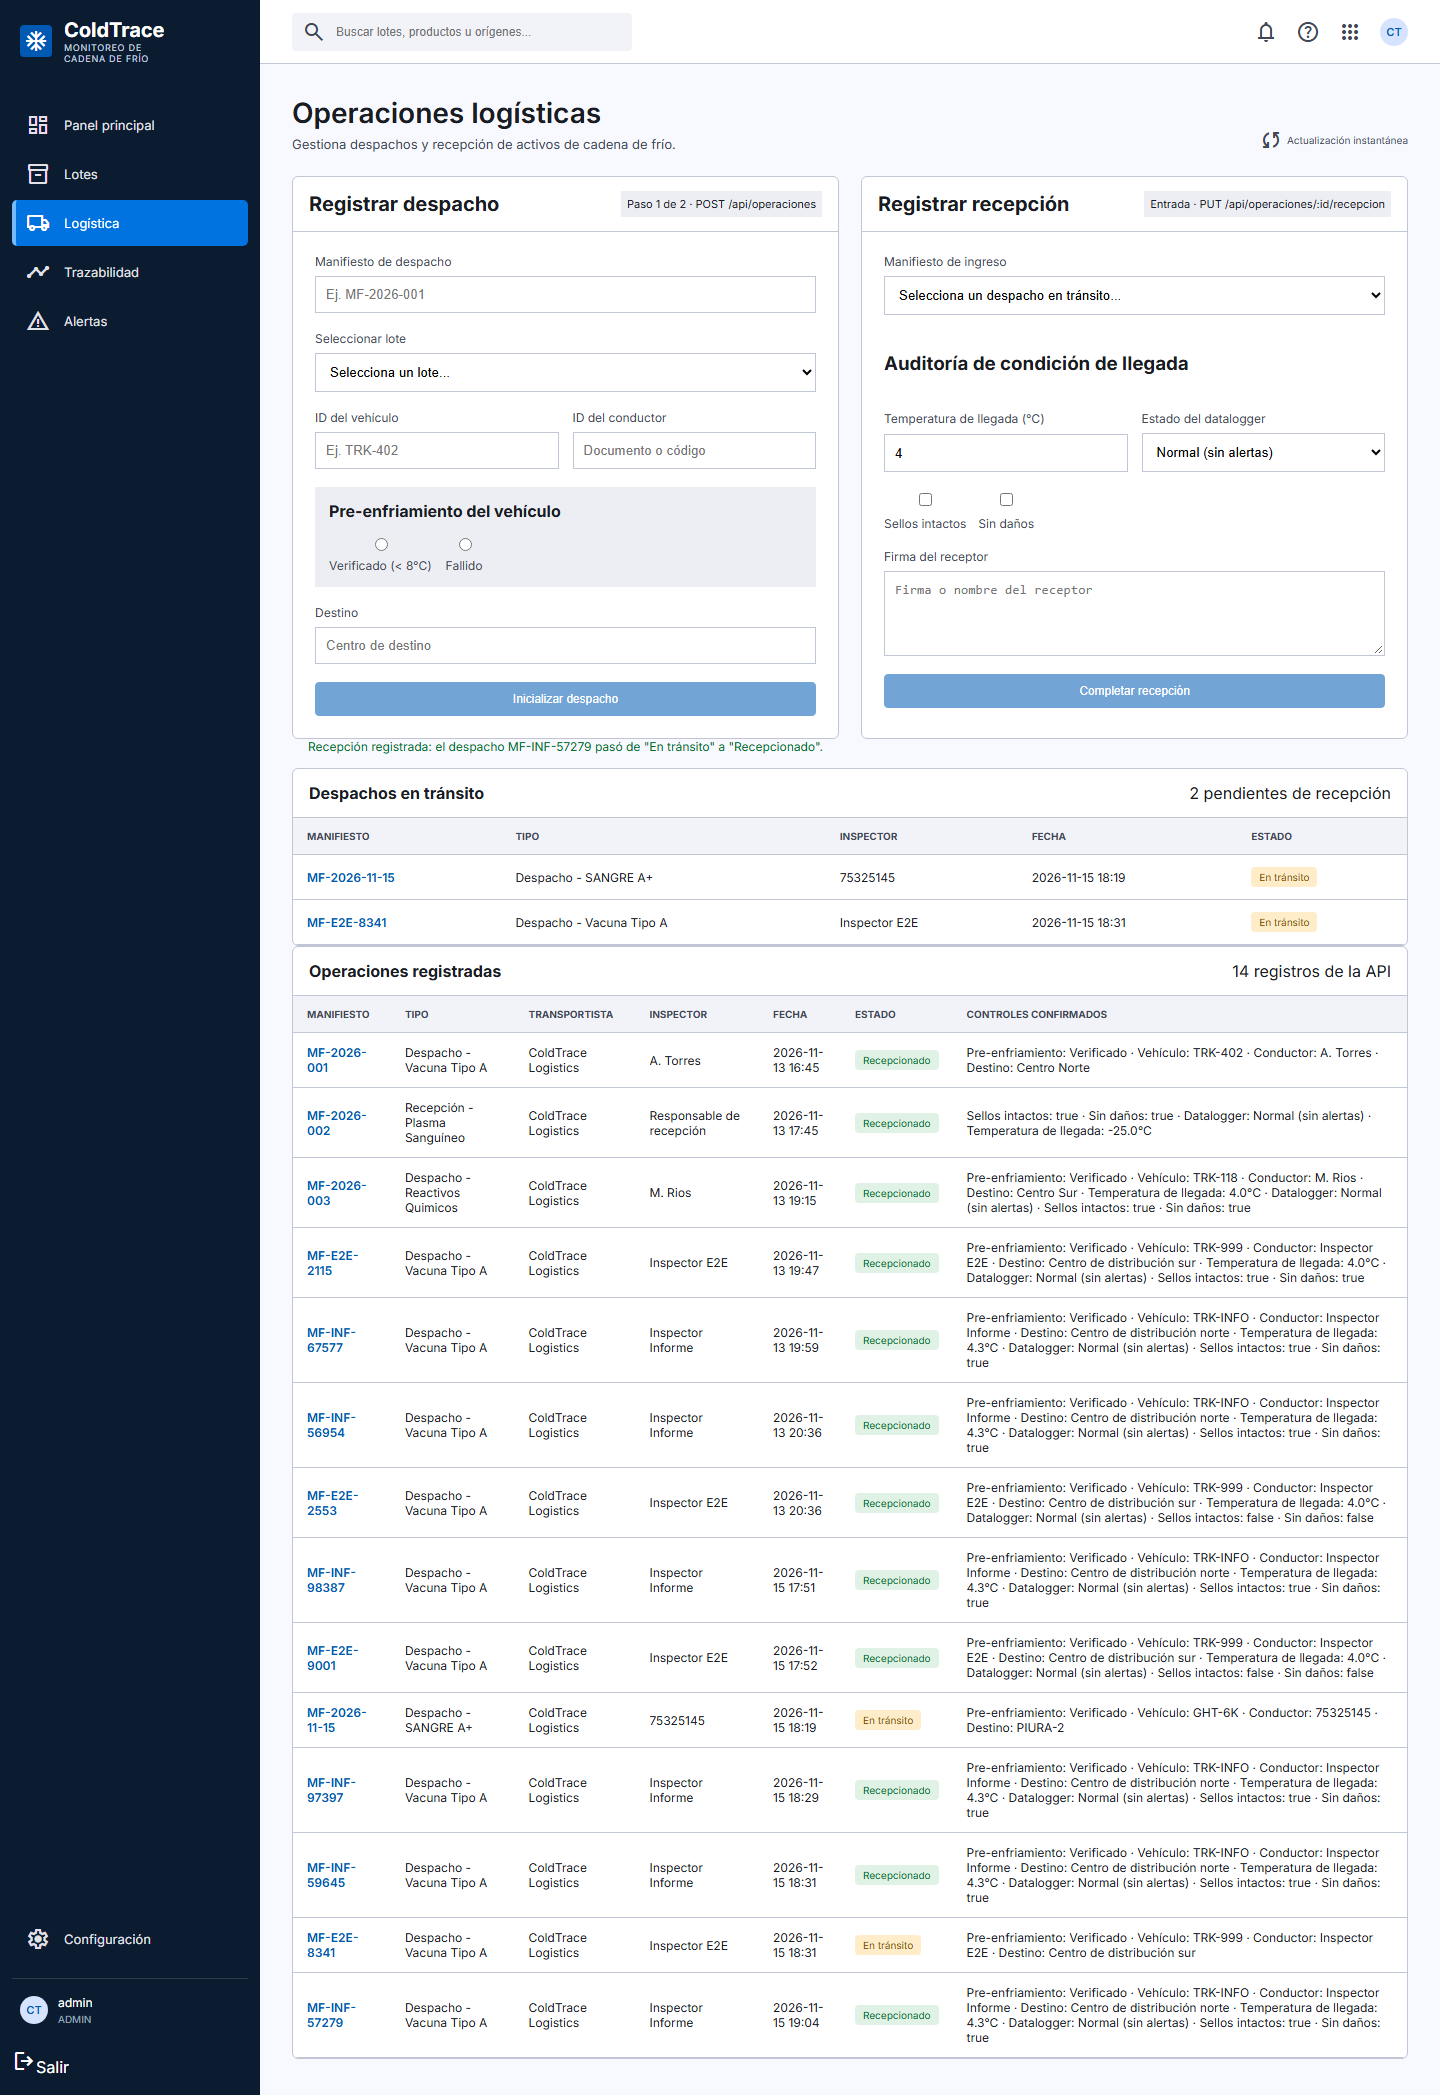 ColdTrace
MONITOREO DE
CADENA DE FRÍO
Panel principal
Lotes
Logística
Trazabilidad
Alertas
Configuración
CT
admin
ADMIN
Salir
Buscar lotes, productos u orígenes...
CT
Operaciones logísticas
Gestiona despachos y recepción de activos de cadena de frío.
Actualización instantánea
Registrar despacho
Paso 1 de 2 · POST /api/operaciones
Manifiesto de despacho
Ej. MF-2026-001
Seleccionar lote
Selecciona un lote...
ID del vehículo
ID del conductor
Ej. TRK-402
Documento o código
Pre-enfriamiento del vehículo
Verificado (< 8°C)
Fallido
Destino
Centro de destino
Inicializar despacho
Registrar recepción
Entrada · PUT /api/operaciones/:id/recepcion
Manifiesto de ingreso
Selecciona un despacho en tránsito...
Auditoría de condición de llegada
Temperatura de llegada (°C)
Estado del datalogger
4
Normal (sin alertas)
Sellos intactos
Sin daños
Firma del receptor
Firma o nombre del receptor
Completar recepción
Recepción registrada: el despacho MF-INF-57279 pasó de "En tránsito" a "Recepcionado".
Despachos en tránsito
2 pendientes de recepción
MANIFIESTO TIPO INSPECTOR FECHA ESTADO
MF-2026-11-15 Despacho - SANGRE A+ 75325145 2026-11-15 18:19 En tránsito
MF-E2E-8341 Despacho - Vacuna Tipo A Inspector E2E 2026-11-15 18:31 En tránsito
Operaciones registradas
14 registros de la API
MANIFIESTO TIPO TRANSPORTISTA INSPECTOR FECHA ESTADO CONTROLES CONFIRMADOS
MF-2026-
001
Despacho -
Vacuna Tipo A
ColdTrace
Logistics
A. Torres
2026-11-
13 16:45
Recepcionado
Pre-enfriamiento: Verificado · Vehículo: TRK-402 · Conductor: A. Torres ·
Destino: Centro Norte
MF-2026-
002
Recepción -
Plasma
Sanguíneo
ColdTrace
Logistics
Responsable de
recepción
2026-11-
13 17:45
Recepcionado
Sellos intactos: true · Sin daños: true · Datalogger: Normal (sin alertas) ·
Temperatura de llegada: -25.0°C
MF-2026-
003
Despacho -
Reactivos
Quimicos
ColdTrace
Logistics
M. Rios
2026-11-
13 19:15
Recepcionado
Pre-enfriamiento: Verificado · Vehículo: TRK-118 · Conductor: M. Rios ·
Destino: Centro Sur · Temperatura de llegada: 4.0°C · Datalogger: Normal
(sin alertas) · Sellos intactos: true · Sin daños: true
MF-E2E-
2115
Despacho -
Vacuna Tipo A
ColdTrace
Logistics
Inspector E2E
2026-11-
13 19:47
Recepcionado
Pre-enfriamiento: Verificado · Vehículo: TRK-999 · Conductor: Inspector
E2E · Destino: Centro de distribución sur · Temperatura de llegada: 4.0°C ·
Datalogger: Normal (sin alertas) · Sellos intactos: true · Sin daños: true
MF-INF-
67577
Despacho -
Vacuna Tipo A
ColdTrace
Logistics
Inspector
Informe
2026-11-
13 19:59
Recepcionado
Pre-enfriamiento: Verificado · Vehículo: TRK-INFO · Conductor: Inspector
Informe · Destino: Centro de distribución norte · Temperatura de llegada:
4.3°C · Datalogger: Normal (sin alertas) · Sellos intactos: true · Sin daños:
true
MF-INF-
56954
Despacho -
Vacuna Tipo A
ColdTrace
Logistics
Inspector
Informe
2026-11-
13 20:36
Recepcionado
Pre-enfriamiento: Verificado · Vehículo: TRK-INFO · Conductor: Inspector
Informe · Destino: Centro de distribución norte · Temperatura de llegada:
4.3°C · Datalogger: Normal (sin alertas) · Sellos intactos: true · Sin daños:
true
MF-E2E-
2553
Despacho -
Vacuna Tipo A
ColdTrace
Logistics
Inspector E2E
2026-11-
13 20:36
Recepcionado
Pre-enfriamiento: Verificado · Vehículo: TRK-999 · Conductor: Inspector
E2E · Destino: Centro de distribución sur · Temperatura de llegada: 4.0°C ·
Datalogger: Normal (sin alertas) · Sellos intactos: false · Sin daños: false
MF-INF-
98387
Despacho -
Vacuna Tipo A
ColdTrace
Logistics
Inspector
Informe
2026-11-
15 17:51
Recepcionado
Pre-enfriamiento: Verificado · Vehículo: TRK-INFO · Conductor: Inspector
Informe · Destino: Centro de distribución norte · Temperatura de llegada:
4.3°C · Datalogger: Normal (sin alertas) · Sellos intactos: true · Sin daños:
true
MF-E2E-
9001
Despacho -
Vacuna Tipo A
ColdTrace
Logistics
Inspector E2E
2026-11-
15 17:52
Recepcionado
Pre-enfriamiento: Verificado · Vehículo: TRK-999 · Conductor: Inspector
E2E · Destino: Centro de distribución sur · Temperatura de llegada: 4.0°C ·
Datalogger: Normal (sin alertas) · Sellos intactos: false · Sin daños: false
MF-2026-
11-15
Despacho -
SANGRE A+
ColdTrace
Logistics
75325145
2026-11-
15 18:19
En tránsito
Pre-enfriamiento: Verificado · Vehículo: GHT-6K · Conductor: 75325145 ·
Destino: PIURA-2
MF-INF-
97397
Despacho -
Vacuna Tipo A
ColdTrace
Logistics
Inspector
Informe
2026-11-
15 18:29
Recepcionado
Pre-enfriamiento: Verificado · Vehículo: TRK-INFO · Conductor: Inspector
Informe · Destino: Centro de distribución norte · Temperatura de llegada:
4.3°C · Datalogger: Normal (sin alertas) · Sellos intactos: true · Sin daños:
true
MF-INF-
59645
Despacho -
Vacuna Tipo A
ColdTrace
Logistics
Inspector
Informe
2026-11-
15 18:31
Recepcionado
Pre-enfriamiento: Verificado · Vehículo: TRK-INFO · Conductor: Inspector
Informe · Destino: Centro de distribución norte · Temperatura de llegada:
4.3°C · Datalogger: Normal (sin alertas) · Sellos intactos: true · Sin daños:
true
MF-E2E-
8341
Despacho -
Vacuna Tipo A
ColdTrace
Logistics
Inspector E2E
2026-11-
15 18:31
En tránsito
Pre-enfriamiento: Verificado · Vehículo: TRK-999 · Conductor: Inspector
E2E · Destino: Centro de distribución sur
MF-INF-
57279
Despacho -
Vacuna Tipo A
ColdTrace
Logistics
Inspector
Informe
2026-11-
15 19:04
Recepcionado
Pre-enfriamiento: Verificado · Vehículo: TRK-INFO · Conductor: Inspector
Informe · Destino: Centro de distribución norte · Temperatura de llegada:
4.3°C · Datalogger: Normal (sin alertas) · Sellos intactos: true · Sin daños:
true